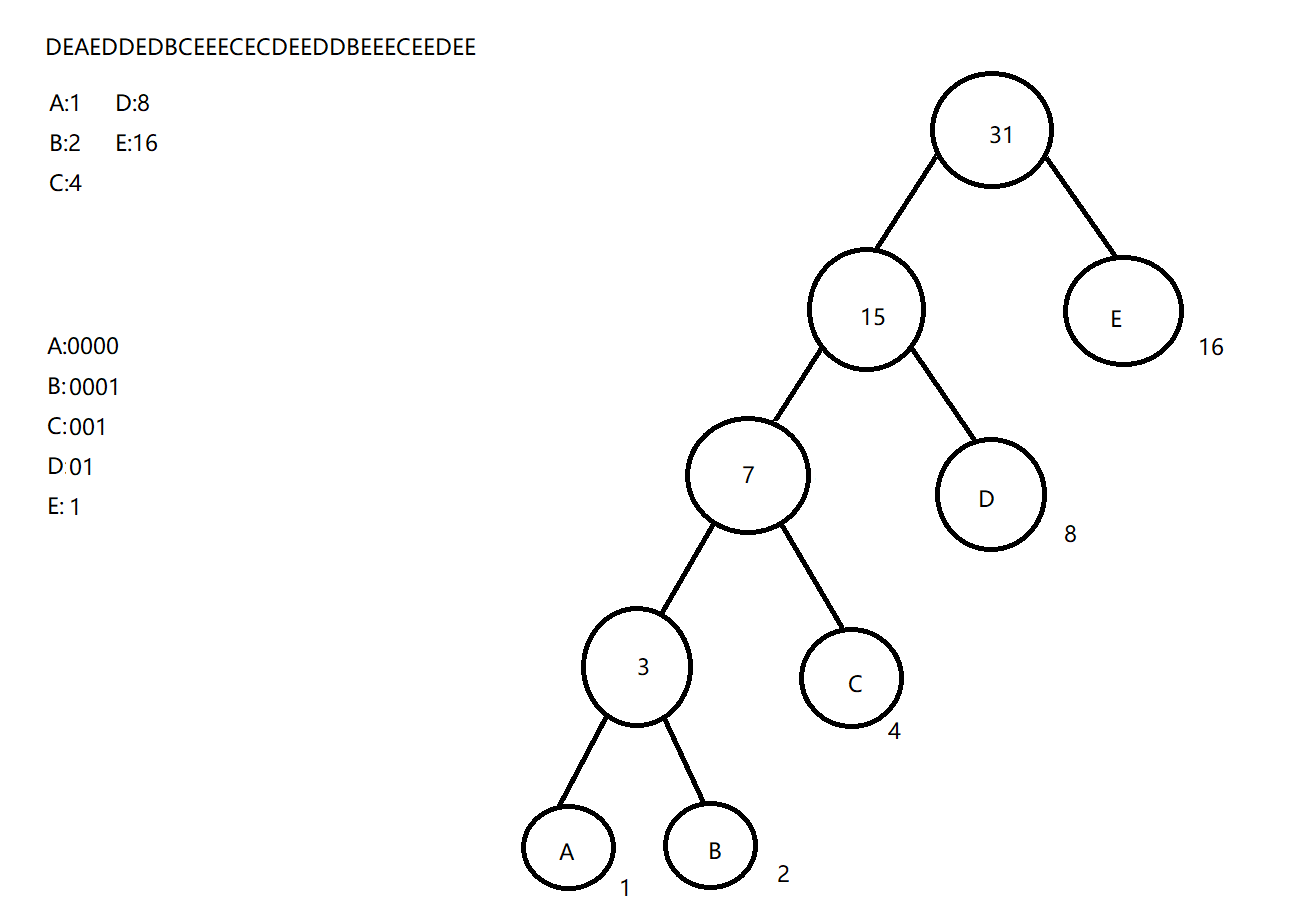 DEAEDDEDBCEEECECDEEDDBEEECEEDEE
A:1 D:8
B:2 E:16
C:4
A:0000
B:0001
C:001
D:01
E: 1
31
15
E
16
7
D
8
3
C
4
A
1
B
2